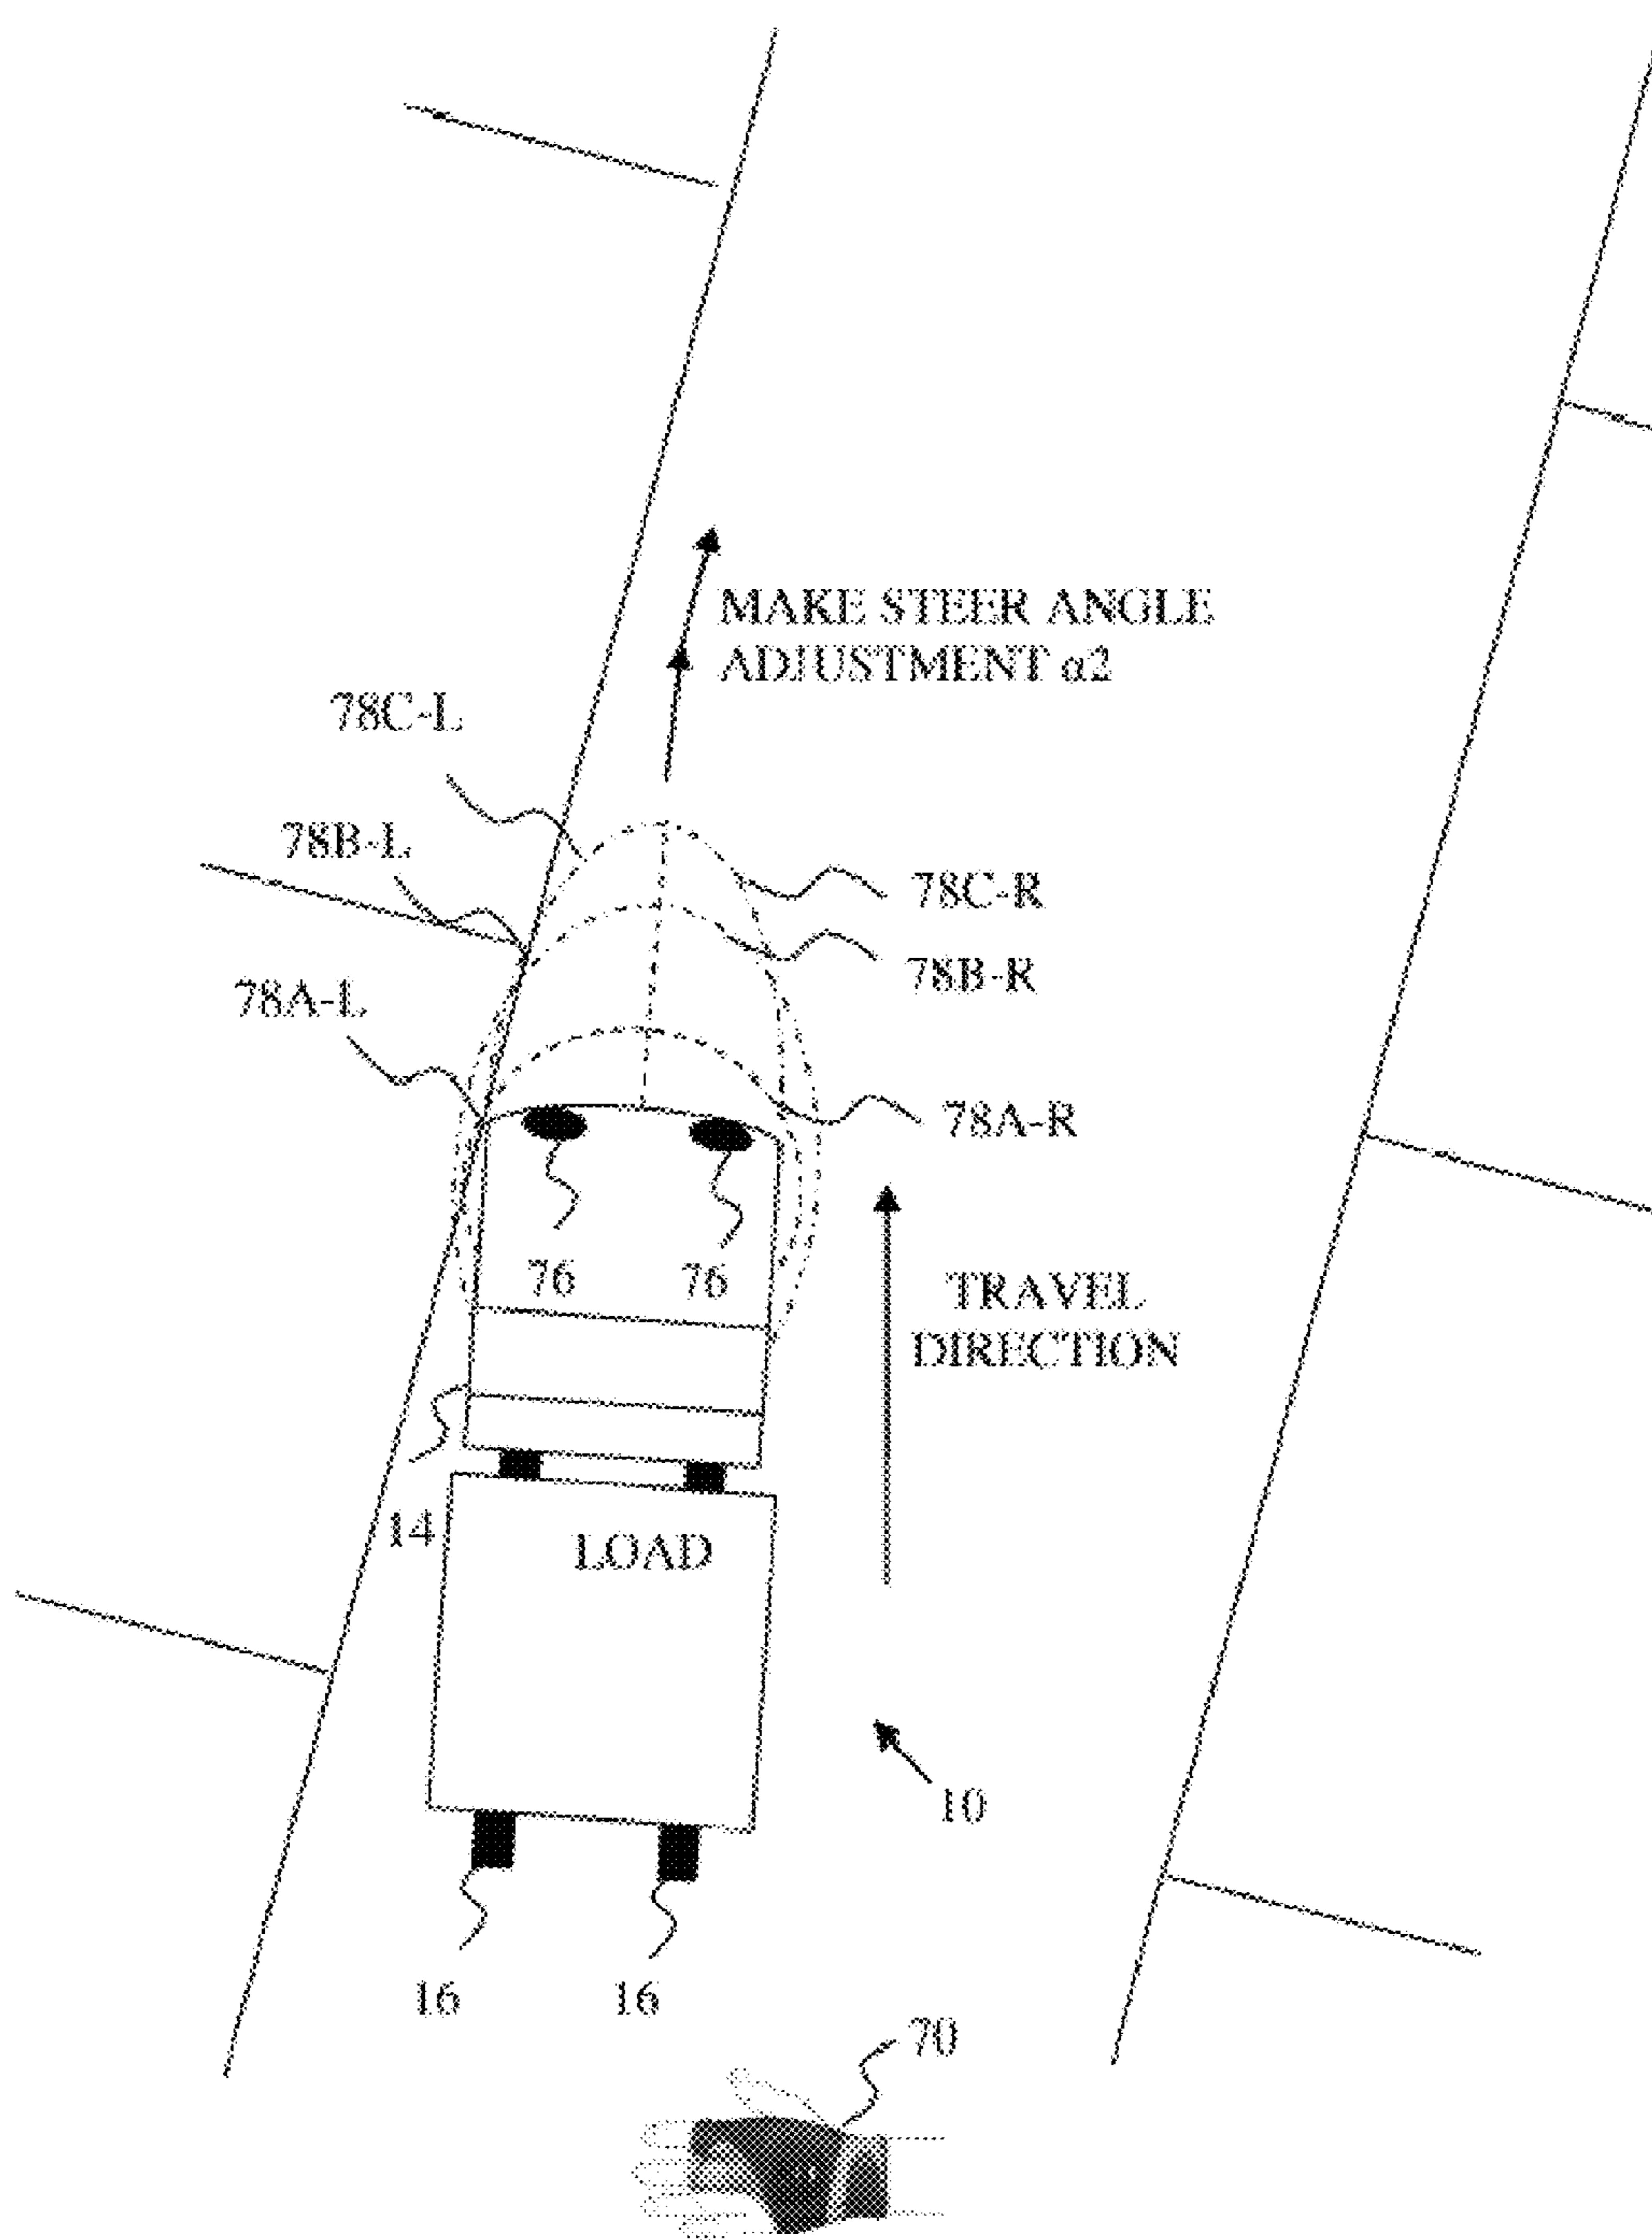 MAKE STEER ANGLE
ADJUSTMENT α2
78C-L
78B-L
78C-R
78B-R
78A-L
78A-R
76
76
TRAVEL
DIRECTION
14
LOAD
10
16
16
70